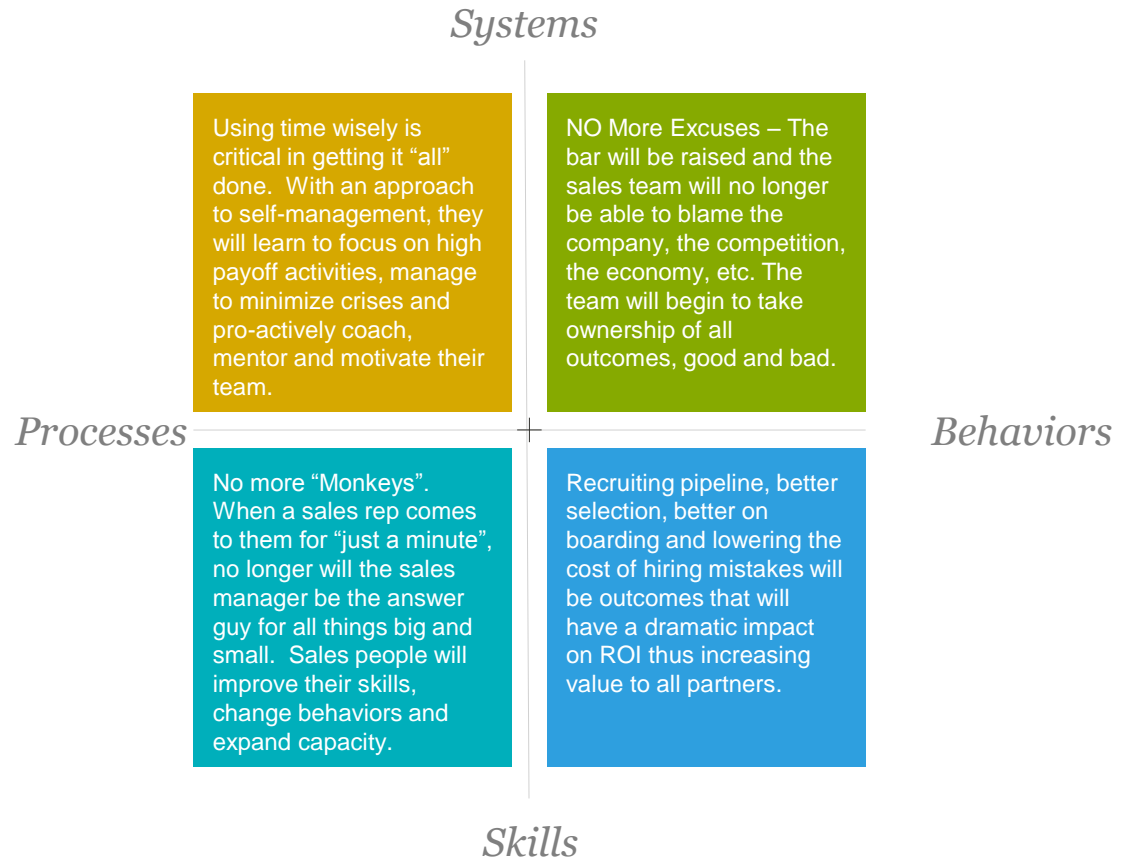 Systems
Using time wisely is
critical in getting it “all”
done.  With an approach
to self-management, they
will learn to focus on high
payoff activities, manage
to minimize crises and
pro-actively coach,
mentor and motivate their
team.
NO More Excuses – The
bar will be raised and the
sales team will no longer
be able to blame the
company, the competition,
the economy, etc. The
team will begin to take
ownership of all
outcomes, good and bad.
Processes
Behaviors
No more “Monkeys”.
When a sales rep comes
to them for “just a minute”,
no longer will the sales
manager be the answer
guy for all things big and
small.  Sales people will
improve their skills,
change behaviors and
expand capacity.
Recruiting pipeline, better
selection, better on
boarding and lowering the
cost of hiring mistakes will
be outcomes that will
have a dramatic impact
on ROI thus increasing
value to all partners.
Skills